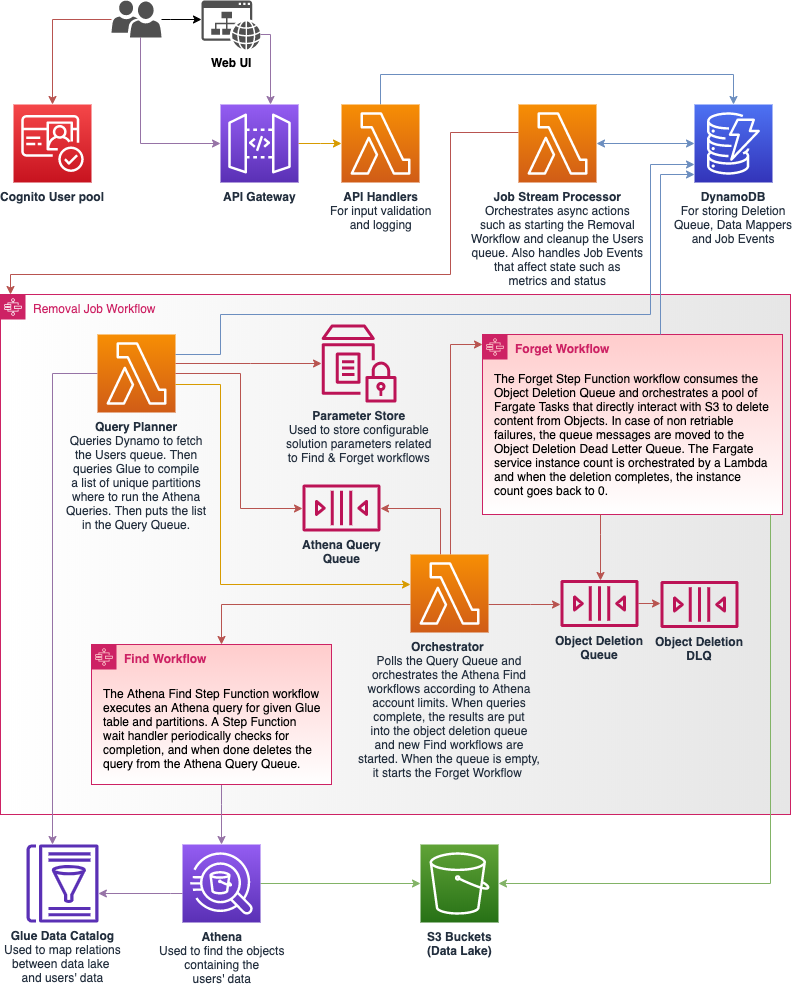 Web UI
Cognito User pool
API Gateway
API Handlers
For input validation
and logging
Job Stream Processor
Orchestrates async actions
such as starting the Removal
Workflow and cleanup the Users
queue. Also handles Job Events
that affect state such as
metrics and status
DynamoDB
For storing Deletion
Queue, Data Mappers
and Job Events
Removal Job Workflow
Query Planner
Queries Dynamo to fetch
the Users queue. Then
queries Glue to compile
a list of unique partitions
where to run the Athena
Queries. Then puts the list
in the Query Queue.
Parameter Store
Used to store configurable
solution parameters related
to Find & Forget workflows
Forget Workflow
The Forget Step Function workflow consumes the
Object Deletion Queue and orchestrates a pool of
Fargate Tasks that directly interact with S3 to delete
content from Objects. In case of non retriable
failures, the queue messages are moved to the
Object Deletion Dead Letter Queue. The Fargate
service instance count is orchestrated by a Lambda
and when the deletion completes, the instance
count goes back to 0.
Athena Query
Queue
Orchestrator
Polls the Query Queue and
orchestrates the Athena Find
workflows according to Athena
account limits. When queries
complete, the results are put
into the object deletion queue
and new Find workflows are
started. When the queue is empty,
it starts the Forget Workflow
Object Deletion
Queue
Object Deletion
DLQ
Find Workflow
The Athena Find Step Function workflow
executes an Athena query for given Glue
table and partitions. A Step Function
wait handler periodically checks for
completion, and when done deletes the
query from the Athena Query Queue.
Glue Data Catalog
Used to map relations
between data lake
and users' data
Athena
Used to find the objects
containing the
users' data
S3 Buckets
(Data Lake)